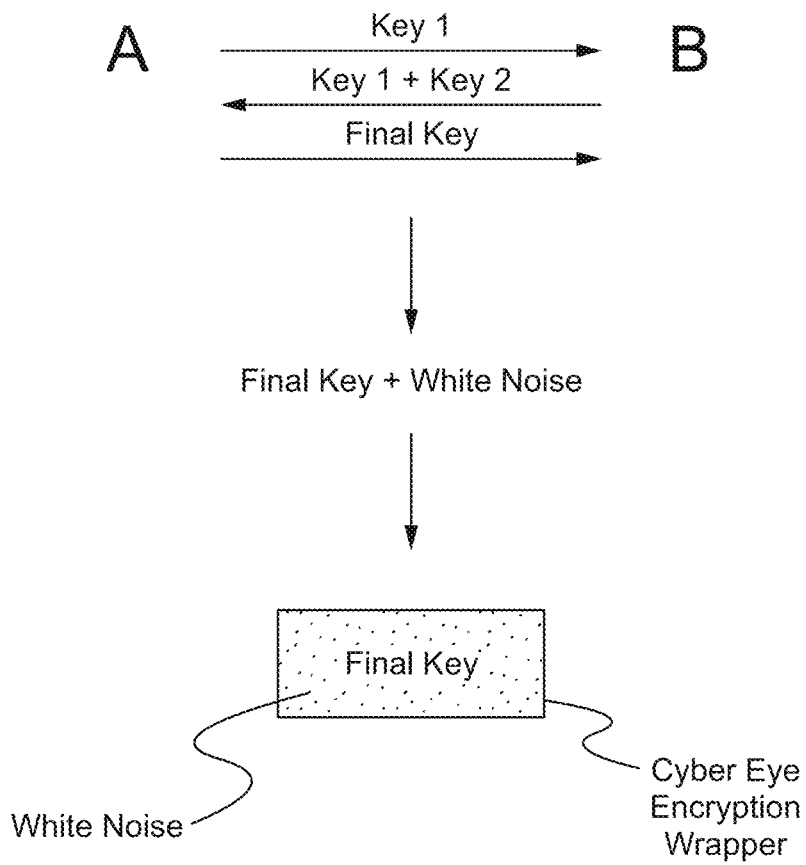 A
Key 1
B
Key 1 + Key 2
Final Key
Final Key + White Noise
Final Key
White Noise
Cyber Eye
Encryption
Wrapper